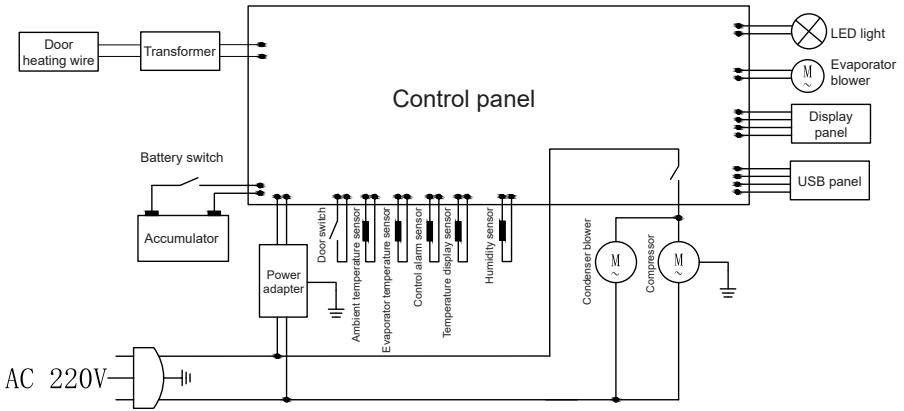 Door
heating wire
Transformer
LED light
M
~
Evaporator
blower
Control panel
Display
panel
Battery switch
USB panel
Accumulator
Door switch
Ambient temperature sensor
Evaporator temperature sensor
Control alarm sensor
Temperature display sensor
Humidity sensor
Condenser blower
M
~
Compressor
M
~
Power
adapter
AC 220V